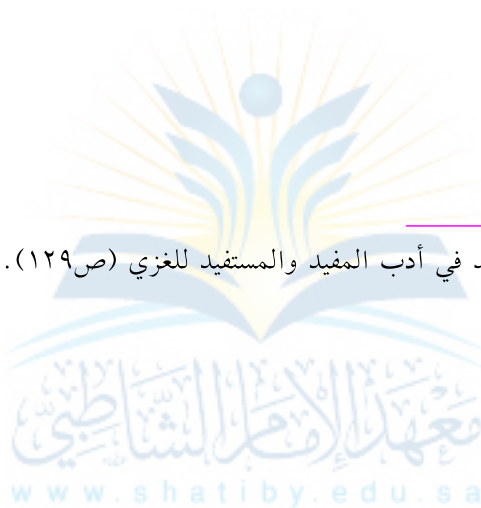 د في أدب المفيد والمستفيد للغزي (ص١٢٩).
معهد الإمام الشاطبي
www.shatiby.edu.sa